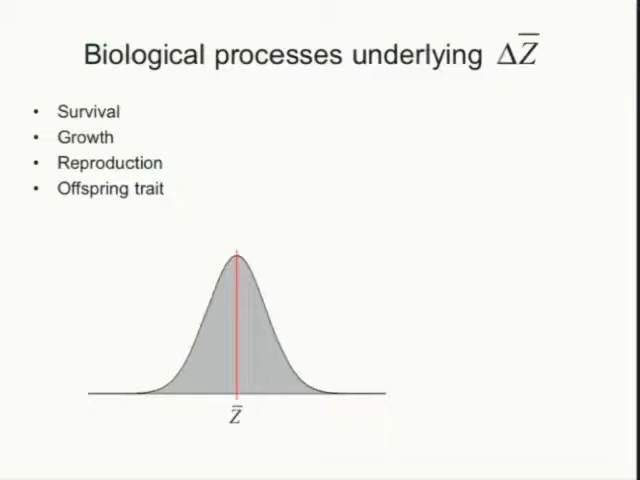 Biological processes underlying ΔZ̅
• Survival
• Growth
• Reproduction
• Offspring trait
Z̅